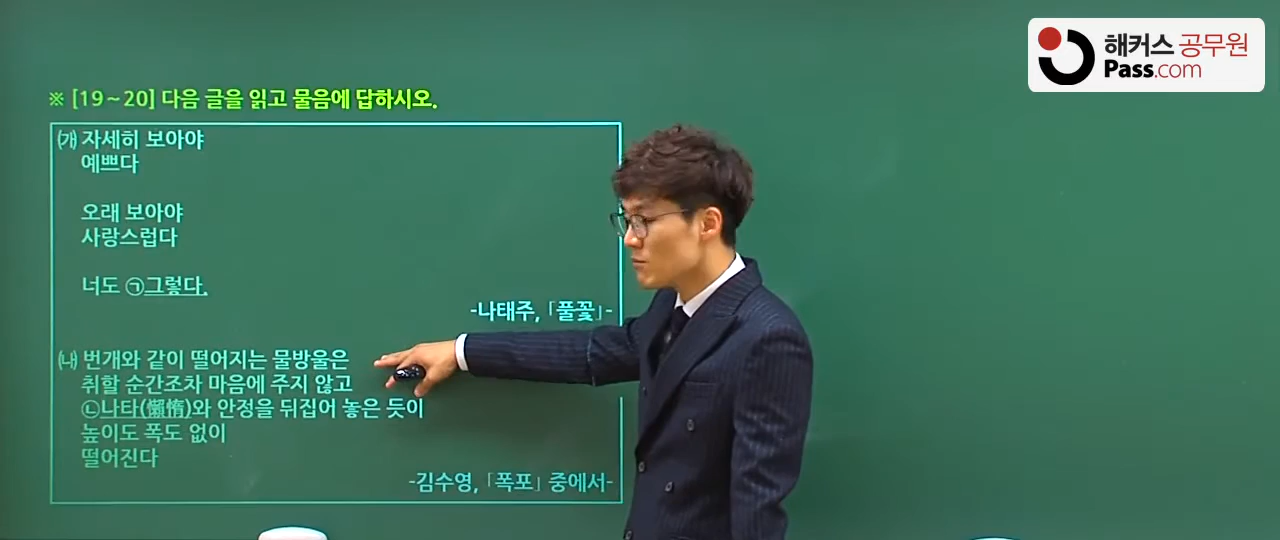 해커스 공무원
Pass.com
※ [19~20] 다음 글을 읽고 물음에 답하시오.
㈎ 자세히 보아야
예쁘다
오래 보아야
사랑스럽다
너도 ㉠그렇다.
-나태주, 「풀꽃」-
㈏ 번개와 같이 떨어지는 물방울은
취할 순간조차 마음에 주지 않고
㉡나타(懶惰)와 안정을 뒤집어 놓은 듯이
높이도 폭도 없이
떨어진다
-김수영, 「폭포」 중에서-